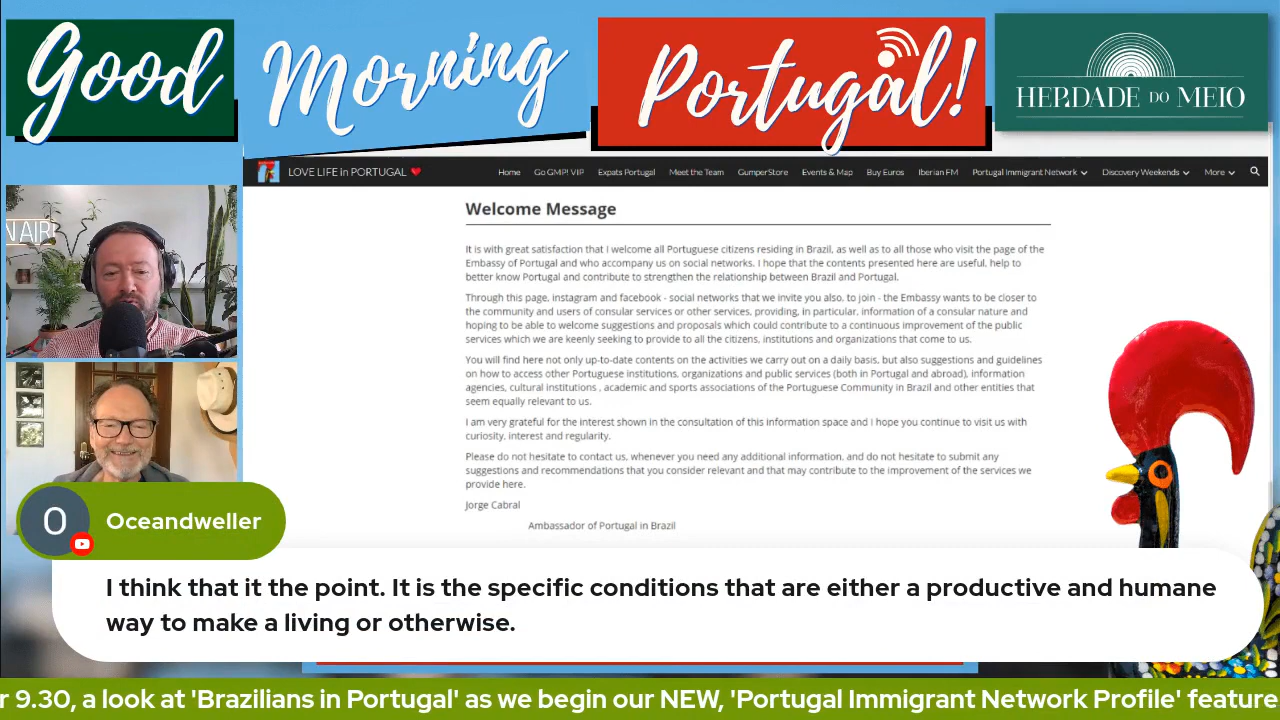 Good Morning Portugal!
HERDADE DO MEIO
LOVE LIFE in PORTUGAL
Home Go GMP! VIP Expats Portugal Meet the Team GumperStore Events & Map Buy Euros Iberian FM Portugal Immigrant Network Discovery Weekends More
N AIR
Welcome Message
It is with great satisfaction that I welcome all Portuguese citizens residing in Brazil, as well as to all those who visit the page of the
Embassy of Portugal and who accompany us on social networks. I hope that the contents presented here are useful, help to
better know Portugal and contribute to strengthen the relationship between Brazil and Portugal.
Through this page, instagram and facebook - social networks that we invite you also, to join - the Embassy wants to be closer to
the community and users of consular services or other services, providing, in particular, information of a consular nature and
hoping to be able to welcome suggestions and proposals which could contribute to a continuous improvement of the public
services which we are keenly seeking to provide to all the citizens, institutions and organizations that come to us.
You will find here not only up-to-date contents on the activities we carry out on a daily basis, but also suggestions and guidelines
on how to access other Portuguese institutions, organizations and public services (both in Portugal and abroad), information
agencies, cultural institutions , academic and sports associations of the Portuguese Community in Brazil and other entities that
seem equally relevant to us.
I am very grateful for the interest shown in the consultation of this information space and I hope you continue to visit us with
curiosity, interest and regularity.
Please do not hesitate to contact us, whenever you need any additional information, and do not hesitate to submit any
suggestions and recommendations that you consider relevant and that may contribute to the improvement of the services we
provide here.
Jorge Cabral
Ambassador of Portugal in Brazil
O
Oceandweller
I think that it the point. It is the specific conditions that are either a productive and humane
way to make a living or otherwise.
r 9.30, a look at 'Brazilians in Portugal' as we begin our NEW, 'Portugal Immigrant Network Profile' feature